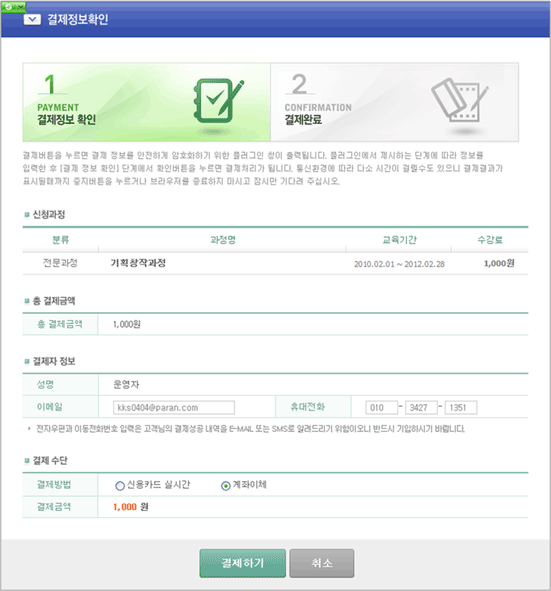 결제정보확인
1
PAYMENT
결제정보 확인
2
CONFIRMATION
결제완료
결제버튼을 누르면 결제 정보를 안전하게 암호화하기 위한 플러그인 창이 출력됩니다. 플러그인에서 제시하는 단계에 따라 정보를
입력한 후 [결제 정보 확인] 단계에서 확인버튼을 누르면 결제처리가 됩니다. 통신환경에 따라 다소 시간이 걸릴수도 있으니 결제결과가
표시될때까지 중지버튼을 누르거나 브라우저를 종료하지 마시고 잠시만 기다려 주십시오.
신청과정
분류 과정명 교육기간 수강료
전문과정 기획창작과정 2010.02.01 ~ 2012.02.28 1,000원
총 결제금액
총 결제금액 1,000원
결제자 정보
성명 운영자
이메일 kks0404@paran.com 휴대전화 010 - 3427 - 1351
전자우편과 이동전화번호 입력은 고객님의 결제성공 내역을 E-MAIL 또는 SMS로 알려드리기 위함이오니 반드시 기입하시기 바랍니다.
결제 수단
결제방법 신용카드 실시간 계좌이체
결제금액 1,000 원
결제하기 취소